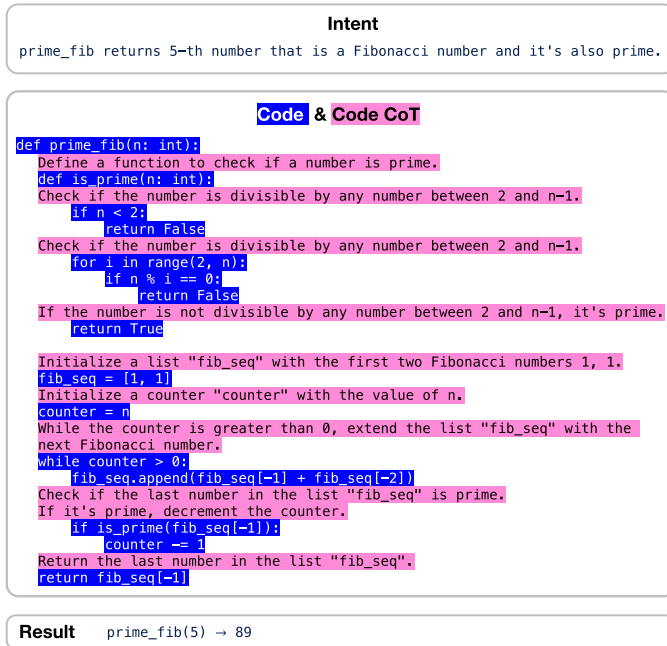 Intent
prime_fib returns 5-th number that is a Fibonacci number and it's also prime.
Code & Code CoT
def prime_fib(n: int):
Define a function to check if a number is prime.
def is_prime(n: int):
Check if the number is divisible by any number between 2 and n-1.
if n < 2:
return False
Check if the number is divisible by any number between 2 and n-1.
for i in range(2, n):
if n % i == 0:
return False
If the number is not divisible by any number between 2 and n-1, it's prime.
return True
Initialize a list "fib_seq" with the first two Fibonacci numbers 1, 1.
fib_seq = [1, 1]
Initialize a counter "counter" with the value of n.
counter = n
While the counter is greater than 0, extend the list "fib_seq" with the
next Fibonacci number.
while counter > 0:
fib_seq.append(fib_seq[-1] + fib_seq[-2])
Check if the last number in the list "fib_seq" is prime.
If it's prime, decrement the counter.
if is_prime(fib_seq[-1]):
counter -= 1
Return the last number in the list "fib_seq".
return fib_seq[-1]
Result prime_fib(5) → 89